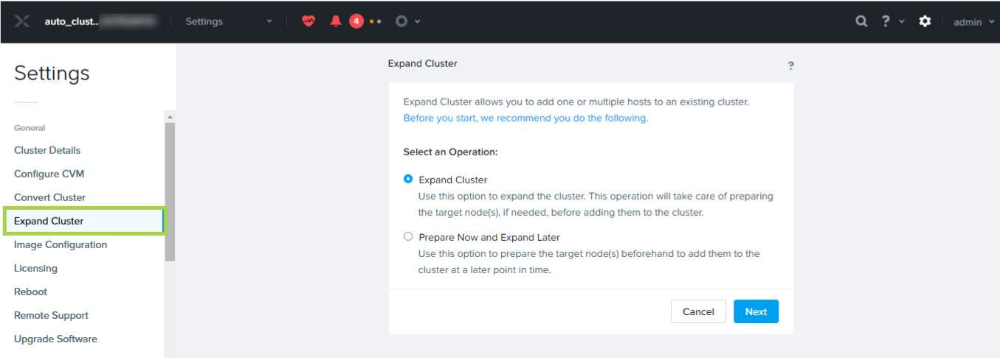 auto_clust..
Settings
4
?
admin
Settings
General
Cluster Details
Configure CVM
Convert Cluster
Expand Cluster
Image Configuration
Licensing
Reboot
Remote Support
Upgrade Software
Expand Cluster
?
Expand Cluster allows you to add one or multiple hosts to an existing cluster.
Before you start, we recommend you do the following.
Select an Operation:
Expand Cluster
Use this option to expand the cluster. This operation will take care of preparing
the target node(s), if needed, before adding them to the cluster.
Prepare Now and Expand Later
Use this option to prepare the target node(s) beforehand to add them to the
cluster at a later point in time.
Cancel
Next